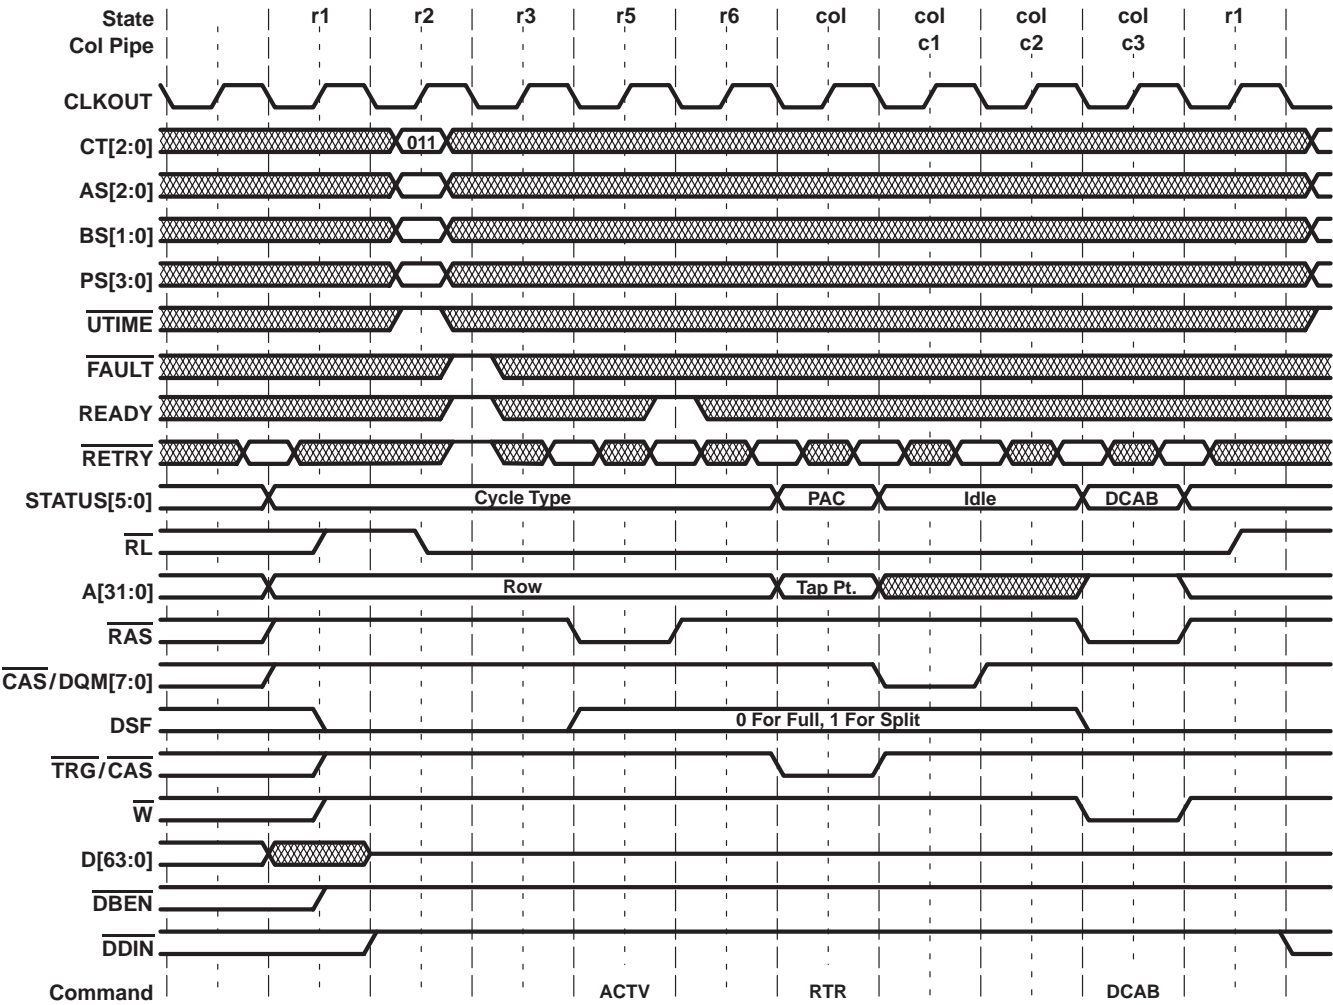 State r1 r2 r3 r5 r6 col col col col r1
Col Pipe c1 c2 c3
CLKOUT
CT[2:0] 011
AS[2:0]
BS[1:0]
PS[3:0]
UTIME
FAULT
READY
RETRY
STATUS[5:0] Cycle Type PAC Idle DCAB
RL
A[31:0] Row Tap Pt.
RAS
CAS/DQM[7:0]
DSF 0 For Full, 1 For Split
TRG/CAS
W
D[63:0]
DBEN
DDIN
Command ACTV RTR DCAB